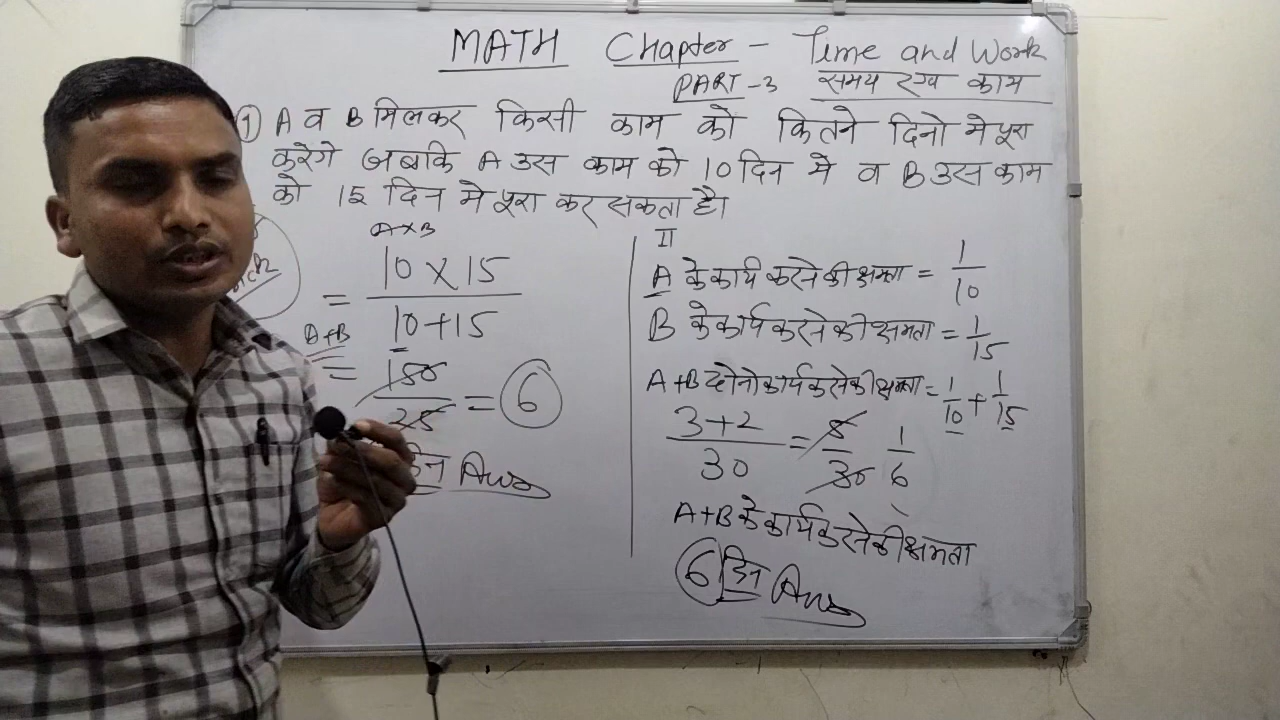 MATH Chapter - Time and Work
PART-3 समय एवं काम
① A व B मिलकर किसी काम को कितने दिनो मे पूरा
करेगे जबकि A उस काम को 10 दिन मे व B उस काम
को 15 दिन मे पूरा कर सकता है।
A×B
= 10 × 15
10+15
A+B
= 150
25 = 6
दिन Ans
II
A के कार्य करने की क्षमता = 1/10
B के कार्य करने की क्षमता = 1/15
A+B दोनो कार्य करने की क्षमता = 1/10 + 1/15
3+2/30 = 5/30 1/6
A+B के कार्य करने की क्षमता
6 दिन Ans